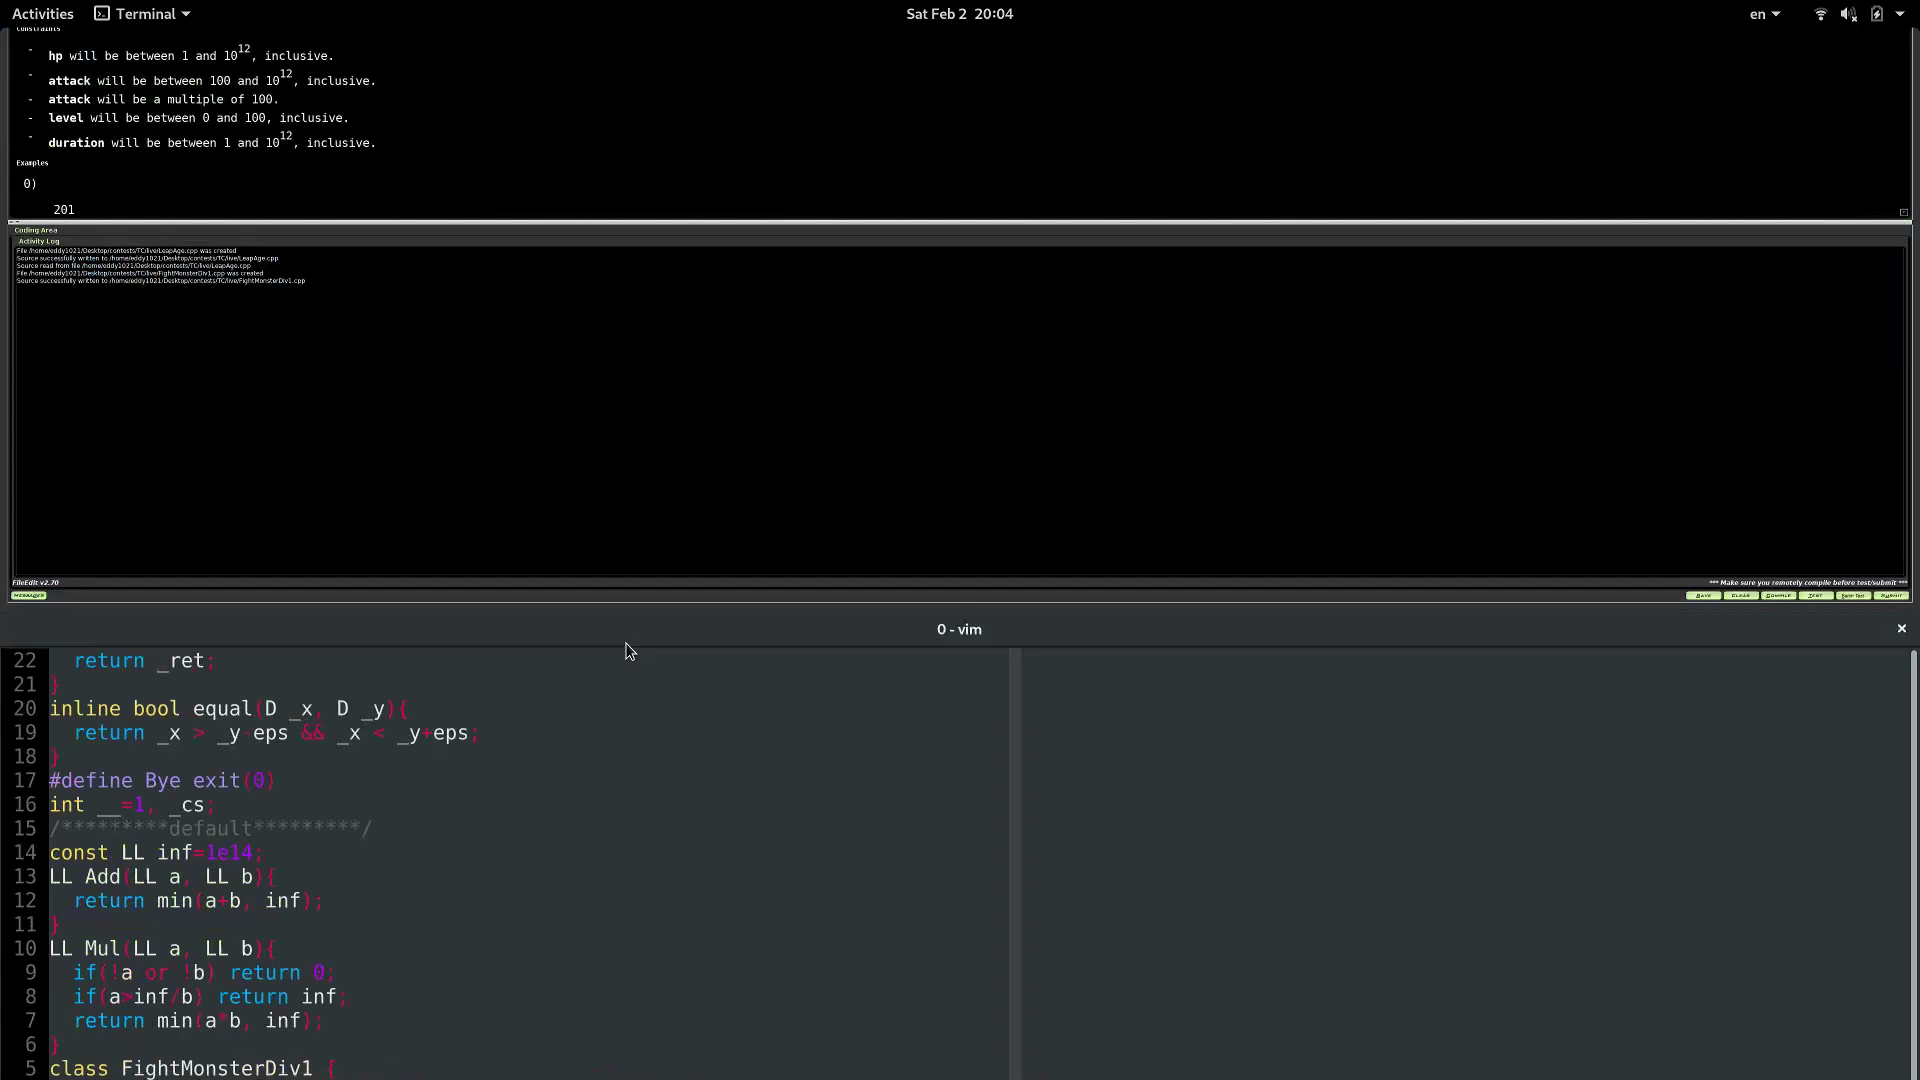 Activities Terminal Sat Feb 2 20:04 en
Constraints
- hp will be between 1 and 10^12, inclusive.
- attack will be between 100 and 10^12, inclusive.
- attack will be a multiple of 100.
- level will be between 0 and 100, inclusive.
- duration will be between 1 and 10^12, inclusive.
Examples
0)
201
Coding Area
Activity Log
File /home/eddy1021/Desktop/contests/TC/live/LeapAge.cpp was created
Source successfully written to /home/eddy1021/Desktop/contests/TC/live/LeapAge.cpp
Source read from file /home/eddy1021/Desktop/contests/TC/live/LeapAge.cpp
File /home/eddy1021/Desktop/contests/TC/live/FightMonsterDiv1.cpp was created
Source successfully written to /home/eddy1021/Desktop/contests/TC/live/FightMonsterDiv1.cpp
FileEdit v2.70 *** Make sure you remotely compile before test/submit ***
MESSAGES SAVE CLEAR COMPILE TEST Batch Test SUBMIT
0 - vim ×
22 return _ret;
21 }
20 inline bool equal(D _x, D _y){
19 return _x > _y-eps && _x < _y+eps;
18 }
17 #define Bye exit(0)
16 int __=1, _cs;
15 /*********default*********/
14 const LL inf=1e14;
13 LL Add(LL a, LL b){
12 return min(a+b, inf);
11 }
10 LL Mul(LL a, LL b){
9 if(!a or !b) return 0;
8 if(a>inf/b) return inf;
7 return min(a*b, inf);
6 }
5 class FightMonsterDiv1 {